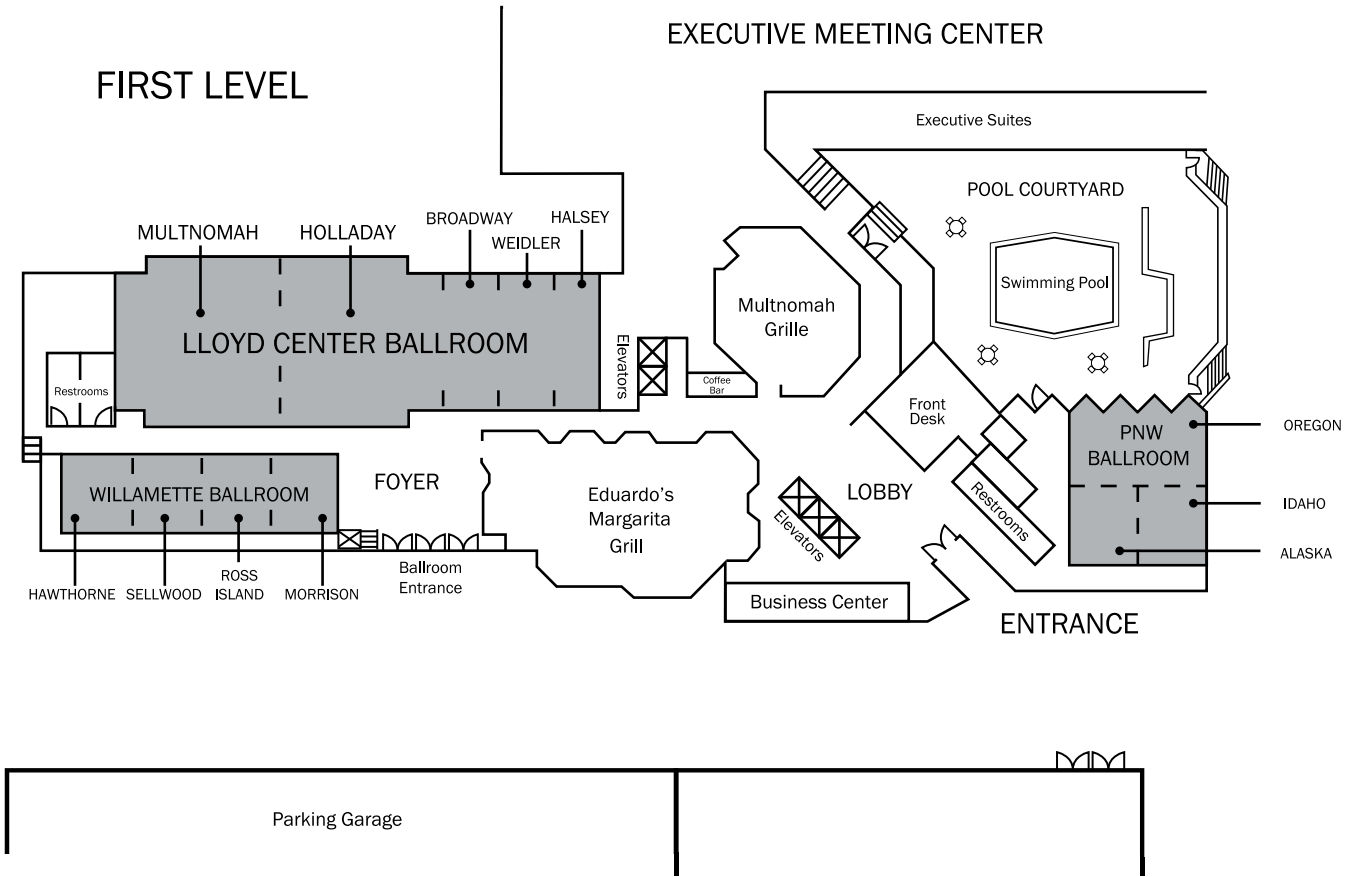 EXECUTIVE MEETING CENTER
FIRST LEVEL
Executive Suites
POOL COURTYARD
MULTNOMAH
HOLLADAY
BROADWAY
WEIDLER
HALSEY
Swimming Pool
Multnomah
Grille
LLOYD CENTER BALLROOM
Elevators
Restrooms
Coffee
Bar
Front
Desk
PNW
BALLROOM
OREGON
IDAHO
ALASKA
FOYER
WILLAMETTE BALLROOM
Eduardo's
Margarita
Grill
LOBBY
Elevators
Restrooms
HAWTHORNE
SELLWOOD
ROSS
ISLAND
MORRISON
Ballroom
Entrance
Business Center
ENTRANCE
Parking Garage